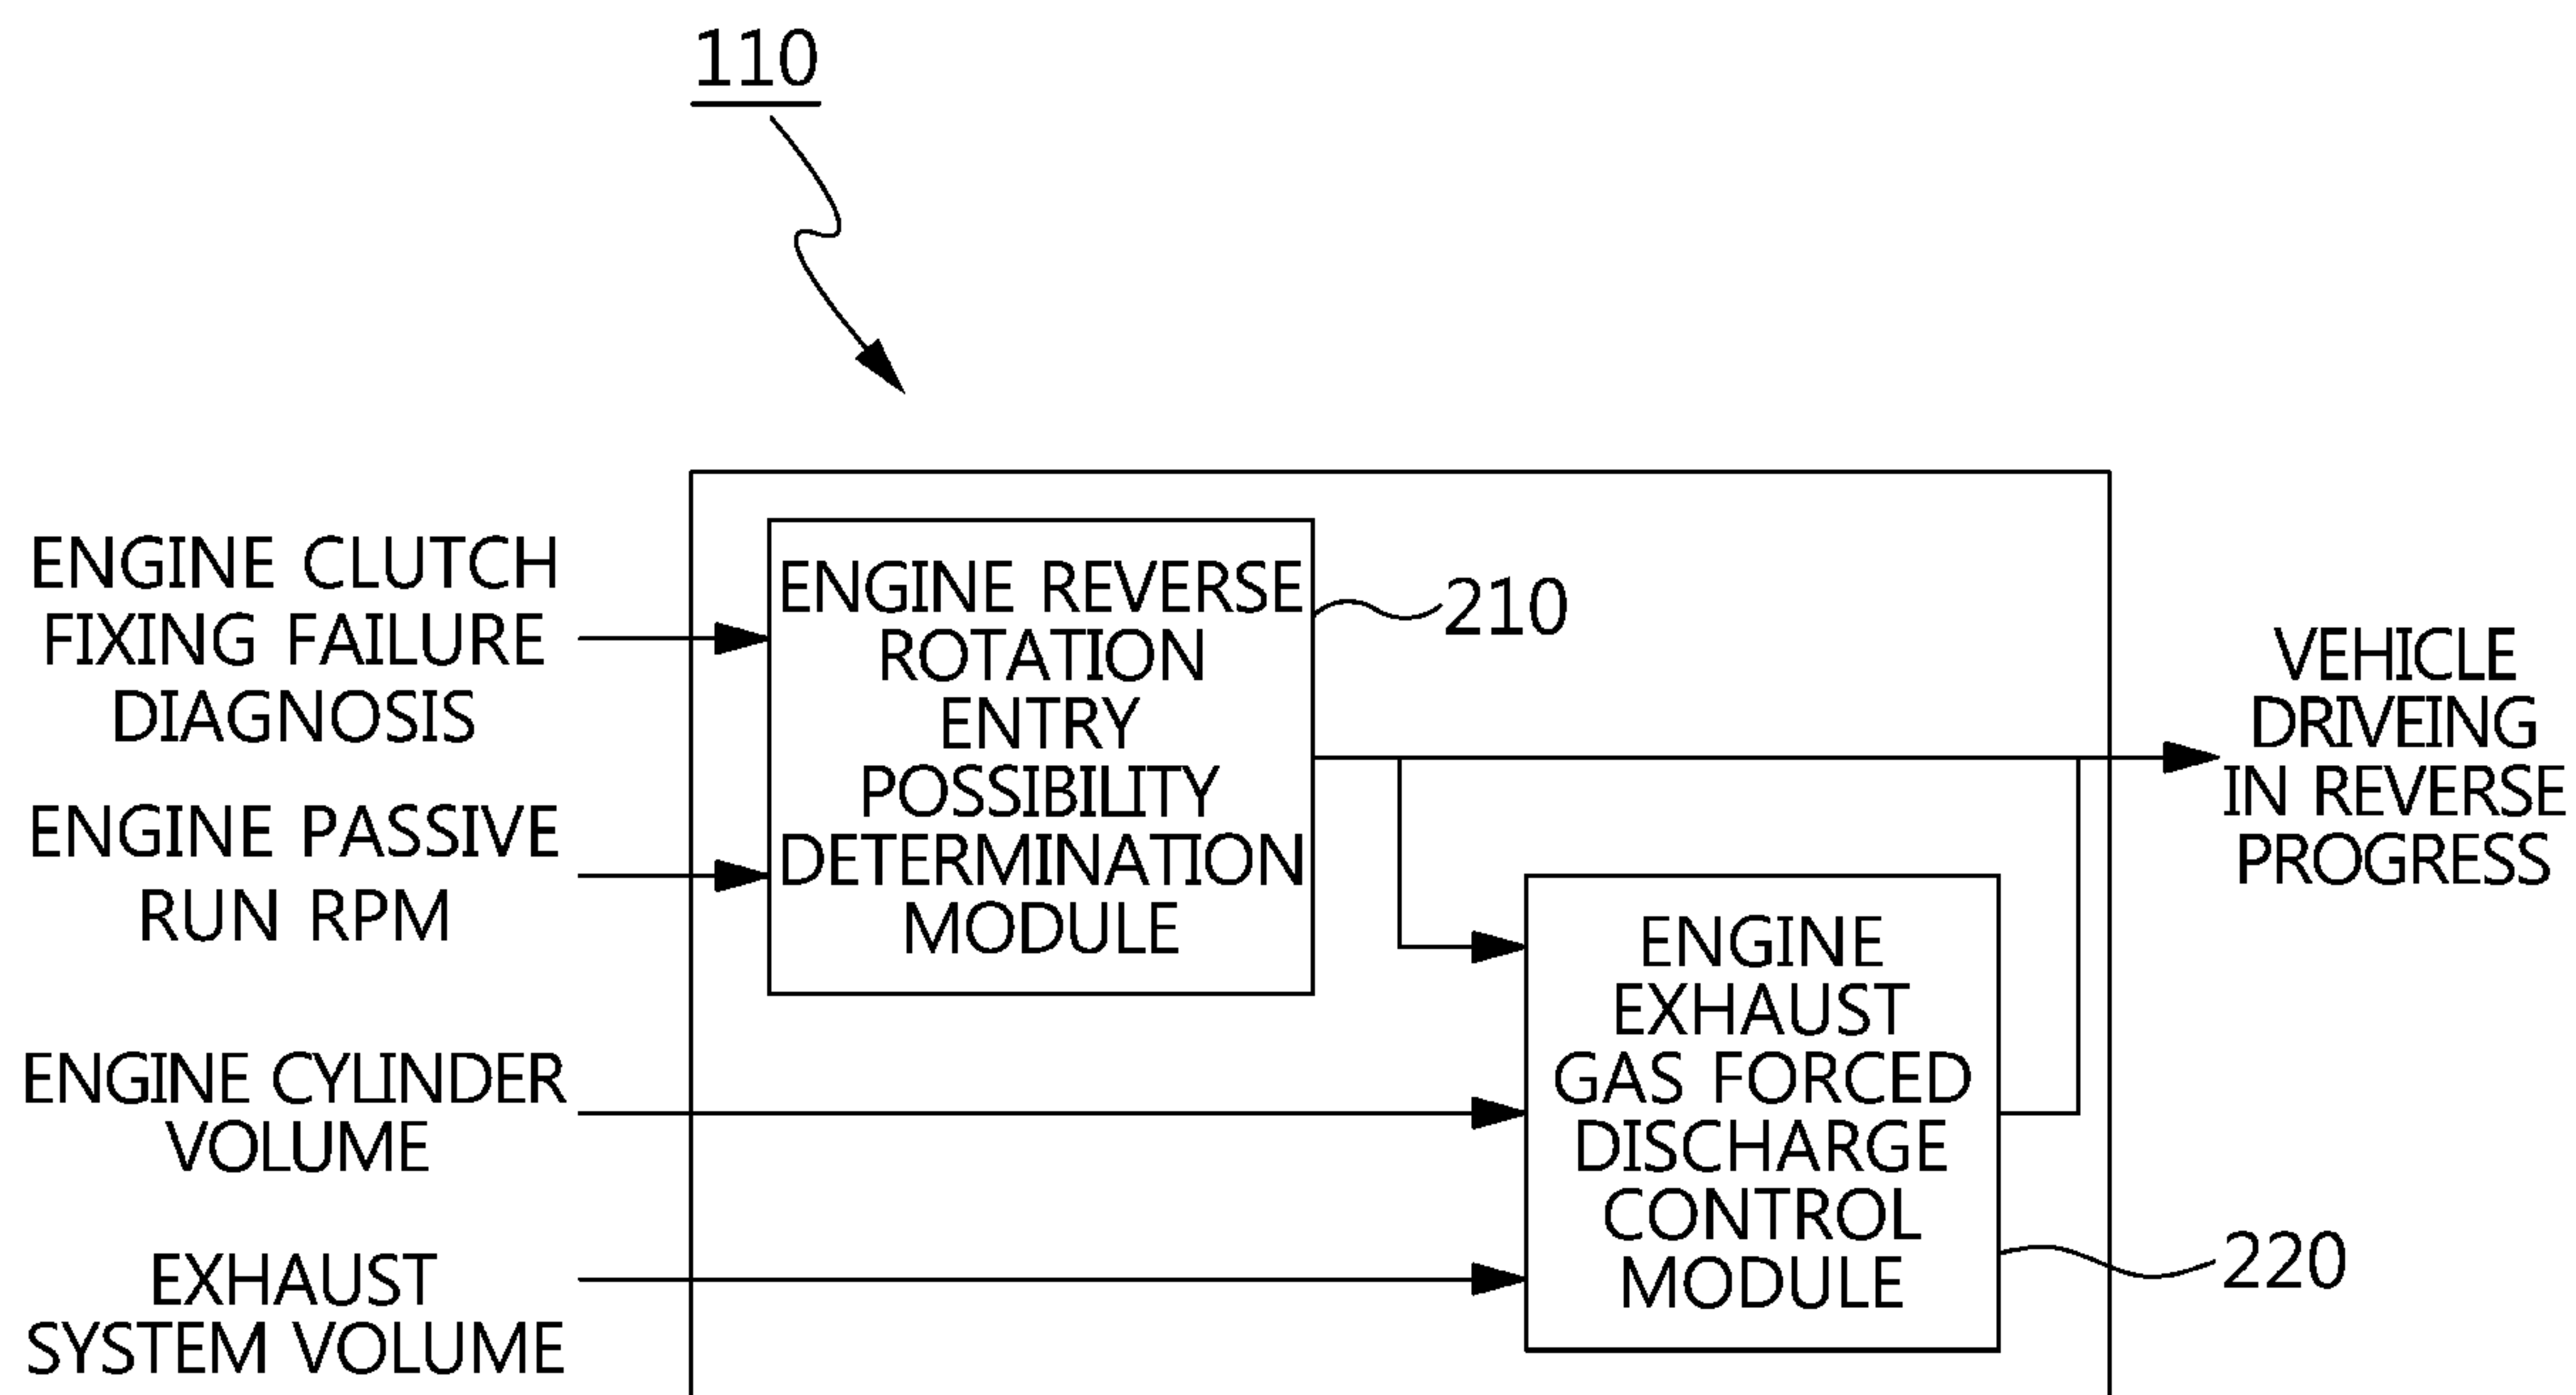 110
ENGINE CLUTCH
FIXING FAILURE
DIAGNOSIS
ENGINE PASSIVE
RUN RPM
ENGINE CYLINDER
VOLUME
EXHAUST
SYSTEM VOLUME
ENGINE REVERSE
ROTATION
ENTRY
POSSIBILITY
DETERMINATION
MODULE
210
ENGINE
EXHAUST
GAS FORCED
DISCHARGE
CONTROL
MODULE
220
VEHICLE
DRIVEING
IN REVERSE
PROGRESS